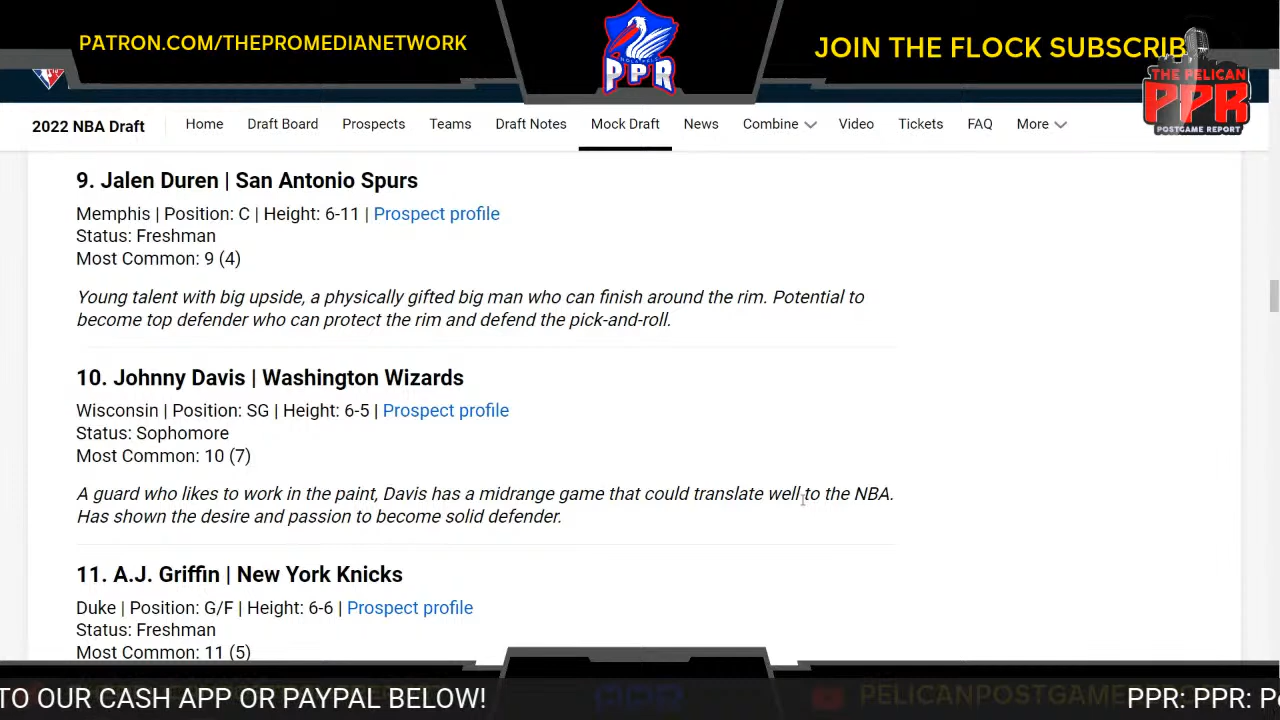 PATRON.COM/THEPROMEDIANETWORK
PPR
JOIN THE FLOCK SUBSCRIB
THE PELICAN
PPR
POSTGAME REPORT
2022 NBA Draft
Home
Draft Board
Prospects
Teams
Draft Notes
Mock Draft
News
Combine
Video
Tickets
FAQ
More
9. Jalen Duren | San Antonio Spurs
Memphis | Position: C | Height: 6-11 | Prospect profile
Status: Freshman
Most Common: 9 (4)
Young talent with big upside, a physically gifted big man who can finish around the rim. Potential to
become top defender who can protect the rim and defend the pick-and-roll.
10. Johnny Davis | Washington Wizards
Wisconsin | Position: SG | Height: 6-5 | Prospect profile
Status: Sophomore
Most Common: 10 (7)
A guard who likes to work in the paint, Davis has a midrange game that could translate well to the NBA.
Has shown the desire and passion to become solid defender.
11. A.J. Griffin | New York Knicks
Duke | Position: G/F | Height: 6-6 | Prospect profile
Status: Freshman
Most Common: 11 (5)
TO OUR CASH APP OR PAYPAL BELOW!
PELICANPOSTGAMEREPORT
PPR: PPR: